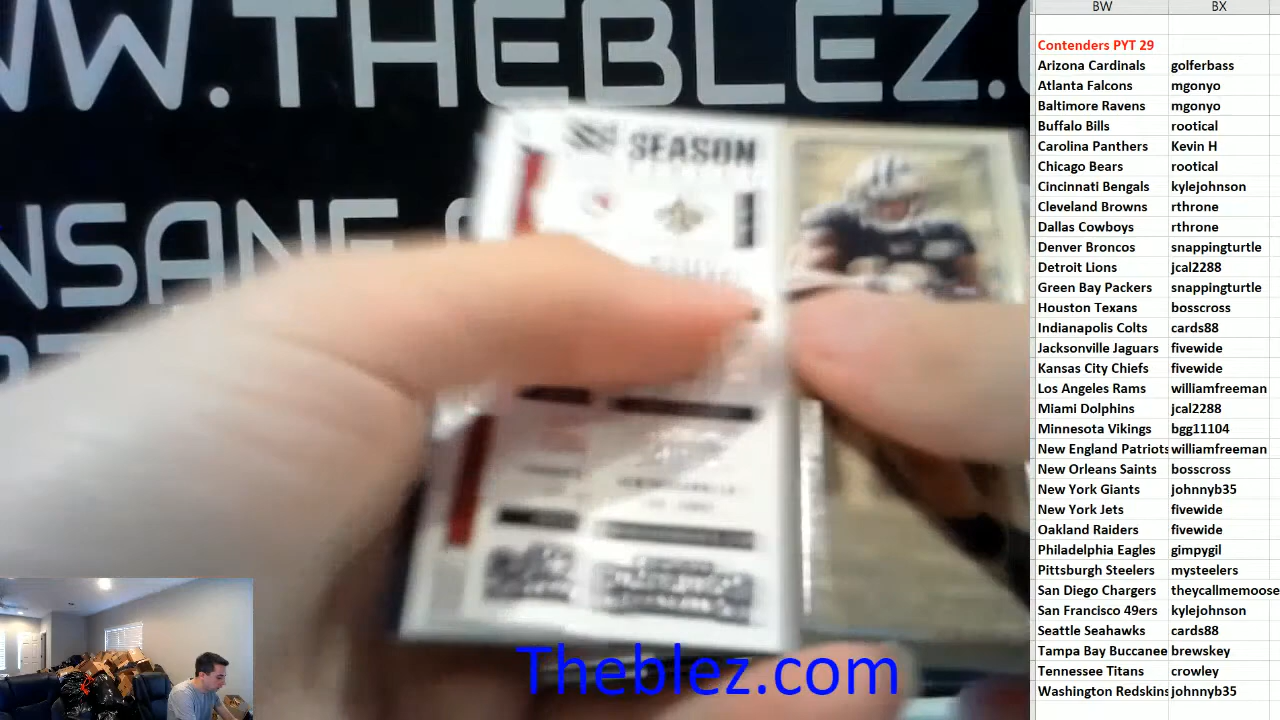 WW.THEBLEZ.
INSANE
SEASON
Theblez.com
BW BX
Contenders PYT 29
Arizona Cardinals golferbass
Atlanta Falcons mgonyo
Baltimore Ravens mgonyo
Buffalo Bills rootical
Carolina Panthers Kevin H
Chicago Bears rootical
Cincinnati Bengals kylejohnson
Cleveland Browns rthrone
Dallas Cowboys rthrone
Denver Broncos snappingturtle
Detroit Lions jcal2288
Green Bay Packers snappingturtle
Houston Texans bosscross
Indianapolis Colts cards88
Jacksonville Jaguars fivewide
Kansas City Chiefs fivewide
Los Angeles Rams williamfreeman
Miami Dolphins jcal2288
Minnesota Vikings bgg11104
New England Patriots williamfreeman
New Orleans Saints bosscross
New York Giants johnnyb35
New York Jets fivewide
Oakland Raiders fivewide
Philadelphia Eagles gimpygil
Pittsburgh Steelers mysteelers
San Diego Chargers theycallmemoose
San Francisco 49ers kylejohnson
Seattle Seahawks cards88
Tampa Bay Buccanee brewskey
Tennessee Titans crowley
Washington Redskins johnnyb35